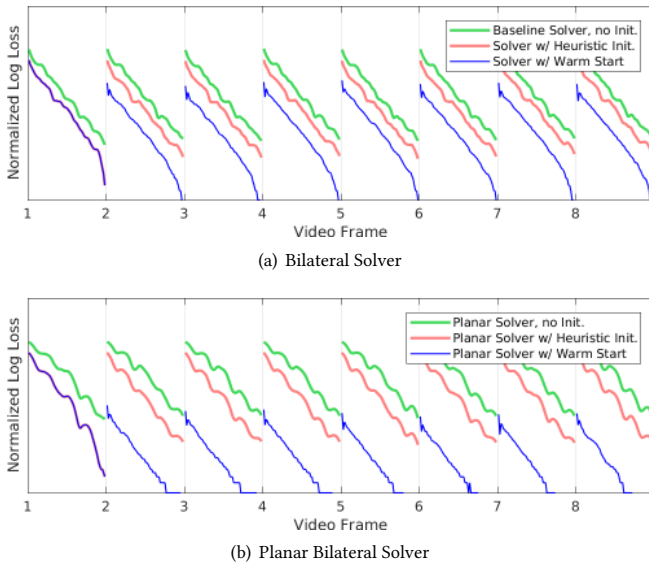 Normalized Log Loss
Baseline Solver, no Init.
Solver w/ Heuristic Init.
Solver w/ Warm Start
1 2 3 4 5 6 7 8
Video Frame
(a) Bilateral Solver
Normalized Log Loss
Planar Solver, no Init.
Planar Solver w/ Heuristic Init.
Planar Solver w/ Warm Start
1 2 3 4 5 6 7 8
Video Frame
(b) Planar Bilateral Solver